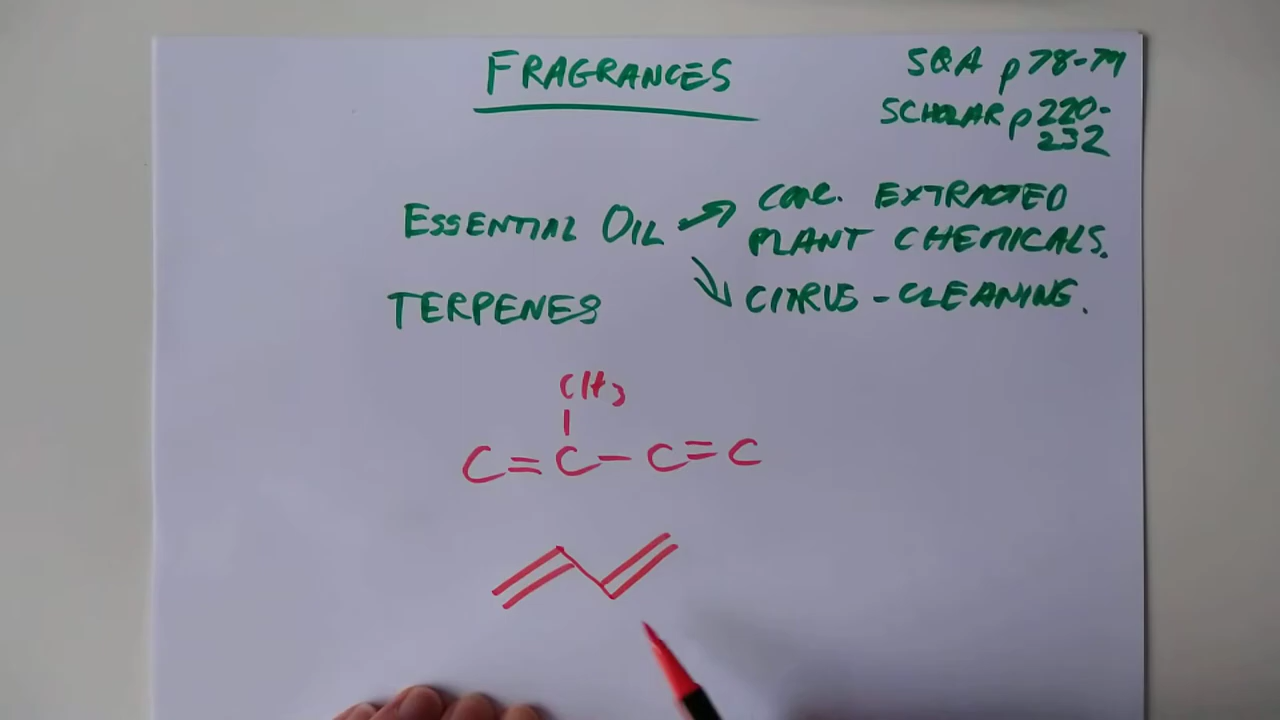 FRAGRANCES
SQA p78-79
SCHOLAR p220-
232
ESSENTIAL OIL → CONC. EXTRACTED
PLANT CHEMICALS.
TERPENES
CITRUS - CLEANING.
CH3
C=C-C=C